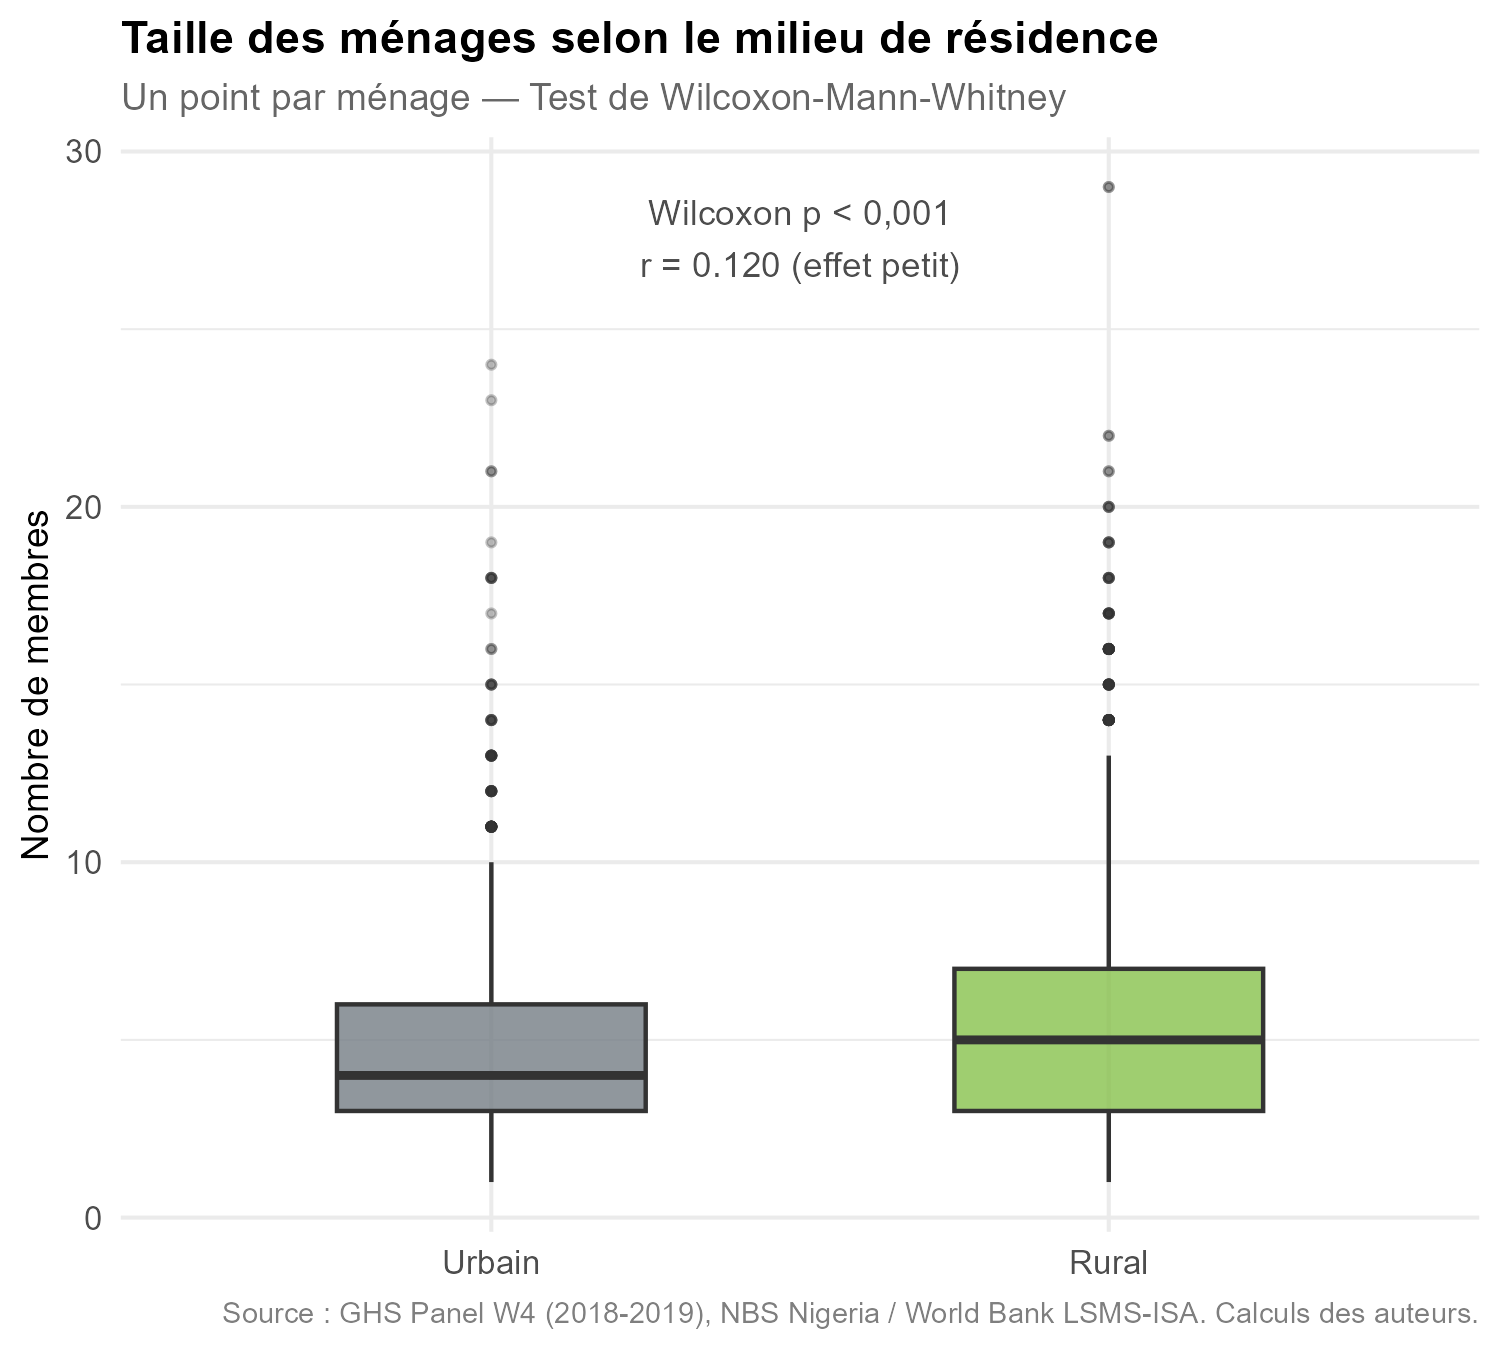 Taille des ménages selon le milieu de résidence
Un point par ménage — Test de Wilcoxon-Mann-Whitney
Nombre de membres
30
20
10
0
Wilcoxon p < 0,001
r = 0.120 (effet petit)
Urbain
Rural
Source : GHS Panel W4 (2018-2019), NBS Nigeria / World Bank LSMS-ISA. Calculs des auteurs.